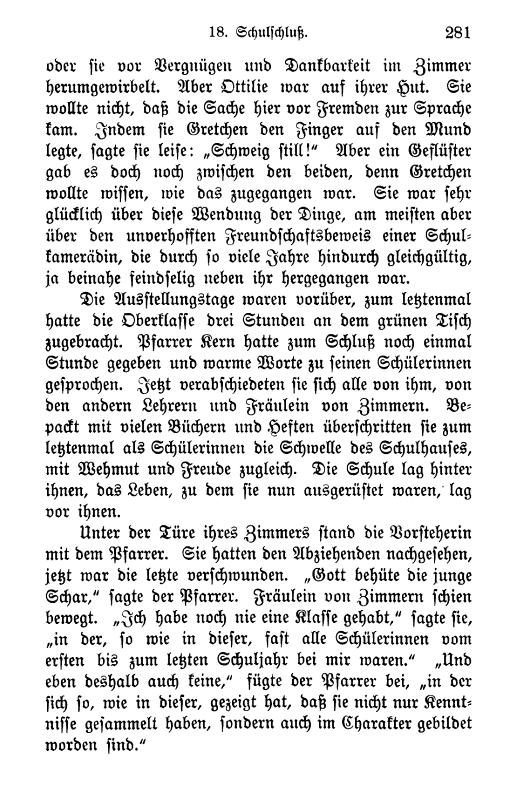 18. Schulschluß. 281
oder sie vor Vergnügen und Dankbarkeit im Zimmer
herumgewirbelt. Aber Ottilie war auf ihrer Hut. Sie
wollte nicht, daß die Sache hier vor Fremden zur Sprache
kam. Indem sie Gretchen den Finger auf den Mund
legte, sagte sie leise: „Schweig still!“ Aber ein Geflüster
gab es doch noch zwischen den beiden, denn Gretchen
wollte wissen, wie das zugegangen war. Sie war sehr
glücklich über diese Wendung der Dinge, am meisten aber
über den unverhofften Freundschaftsbeweis einer Schul-
kamerädin, die durch so viele Jahre hindurch gleichgültig,
ja beinahe feindselig neben ihr hergegangen war.
Die Ausstellungstage waren vorüber, zum letztenmal
hatte die Oberklasse drei Stunden an dem grünen Tisch
zugebracht. Pfarrer Kern hatte zum Schluß noch einmal
Stunde gegeben und warme Worte zu seinen Schülerinnen
gesprochen. Jetzt verabschiedeten sie sich alle von ihm, von
den andern Lehrern und Fräulein von Zimmern. Be-
packt mit vielen Büchern und Heften überschritten sie zum
letztenmal als Schülerinnen die Schwelle des Schulhauses,
mit Wehmut und Freude zugleich. Die Schule lag hinter
ihnen, das Leben, zu dem sie nun ausgerüstet waren, lag
vor ihnen.
Unter der Türe ihres Zimmers stand die Vorsteherin
mit dem Pfarrer. Sie hatten den Abziehenden nachgesehen,
jetzt war die letzte verschwunden. „Gott behüte die junge
Schar,“ sagte der Pfarrer. Fräulein von Zimmern schien
bewegt. „Ich habe noch nie eine Klasse gehabt,“ sagte sie,
„in der, so wie in dieser, fast alle Schülerinnen vom
ersten bis zum letzten Schuljahr bei mir waren.“ „Und
eben deshalb auch keine,“ fügte der Pfarrer bei, „in der
sich so, wie in dieser, gezeigt hat, daß sie nicht nur Kennt-
nisse gesammelt haben, sondern auch im Charakter gebildet
worden sind.“